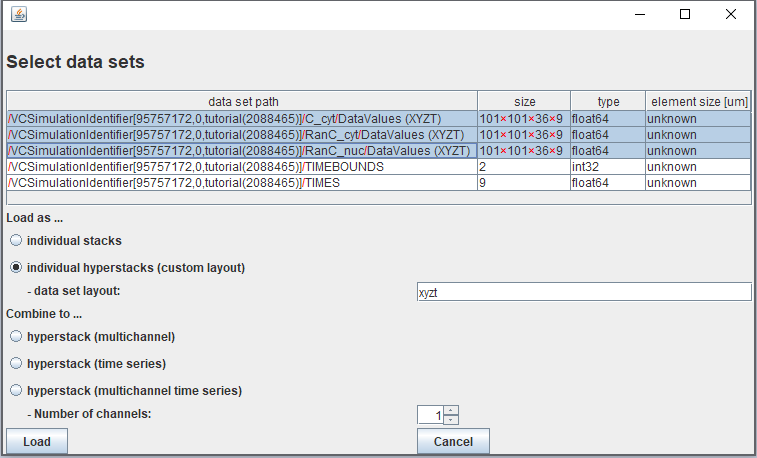 Select data sets
data set path size type element size [um]
/VCSimulationIdentifier[95757172,0,tutorial(2088465)]/C_cyt/DataValues (XYZT) 101×101×36×9 float64 unknown
/VCSimulationIdentifier[95757172,0,tutorial(2088465)]/RanC_cyt/DataValues (XYZT) 101×101×36×9 float64 unknown
/VCSimulationIdentifier[95757172,0,tutorial(2088465)]/RanC_nuc/DataValues (XYZT) 101×101×36×9 float64 unknown
/VCSimulationIdentifier[95757172,0,tutorial(2088465)]/TIMEBOUNDS 2 int32 unknown
/VCSimulationIdentifier[95757172,0,tutorial(2088465)]/TIMES 9 float64 unknown
Load as ...
individual stacks
individual hyperstacks (custom layout)
- data set layout: xyzt
Combine to ...
hyperstack (multichannel)
hyperstack (time series)
hyperstack (multichannel time series)
- Number of channels: 1
Load Cancel